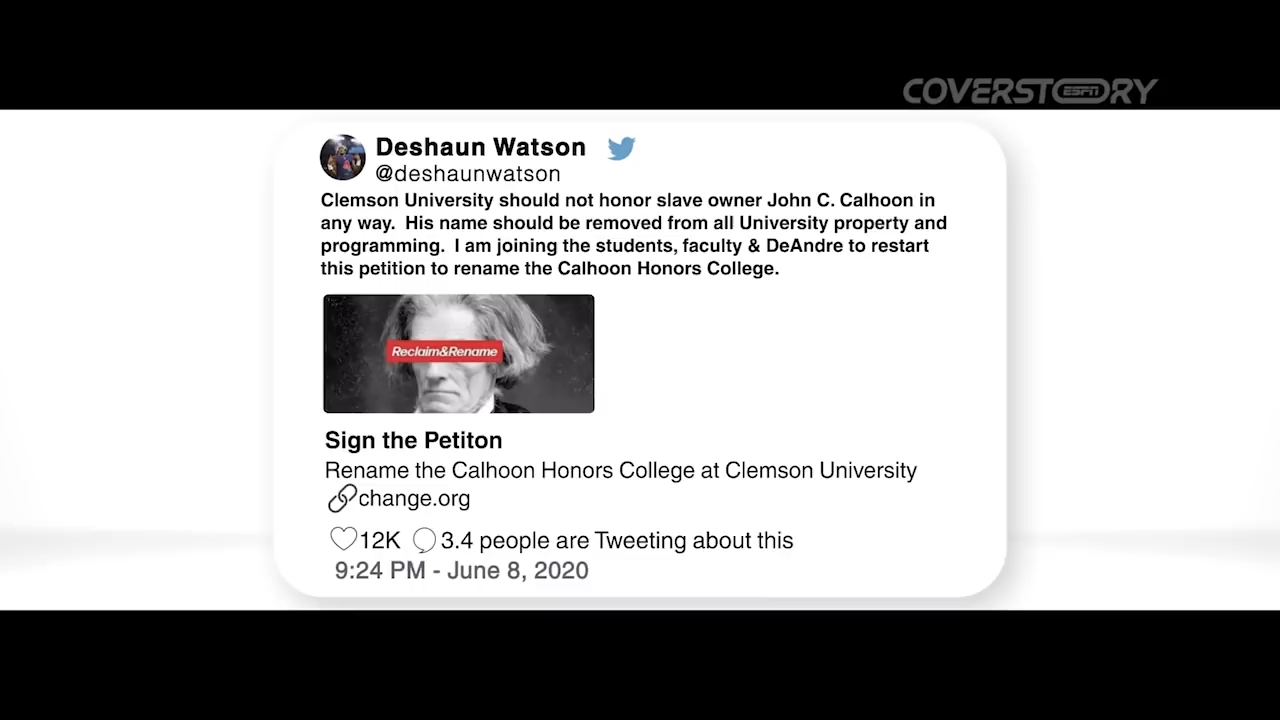 COVERSTORY
ESPN
Deshaun Watson
@deshaunwatson
Clemson University should not honor slave owner John C. Calhoon in
any way. His name should be removed from all University property and
programming. I am joining the students, faculty & DeAndre to restart
this petition to rename the Calhoon Honors College.
Reclaim&Rename
Sign the Petiton
Rename the Calhoon Honors College at Clemson University
change.org
12K 3.4 people are Tweeting about this
9:24 PM - June 8, 2020